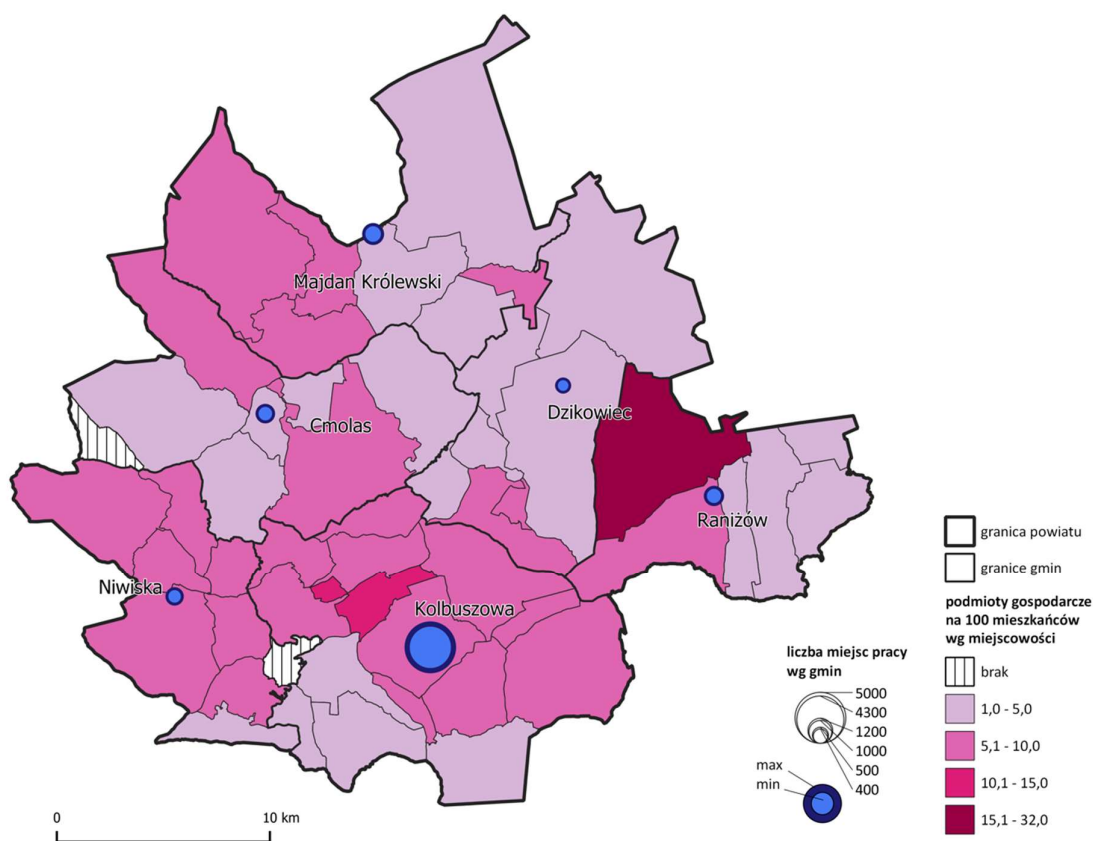 Majdan Królewski
Dzikowiec
Cmolas
Raniżów
Niwiska
Kolbuszowa
0
10 km
liczba miejsc pracy
wg gmin
5000
4300
1200
1000
500
400
max
min
granica powiatu
granice gmin
podmioty gospodarcze
na 100 mieszkańców
wg miejscowości
brak
1,0 - 5,0
5,1 - 10,0
10,1 - 15,0
15,1 - 32,0